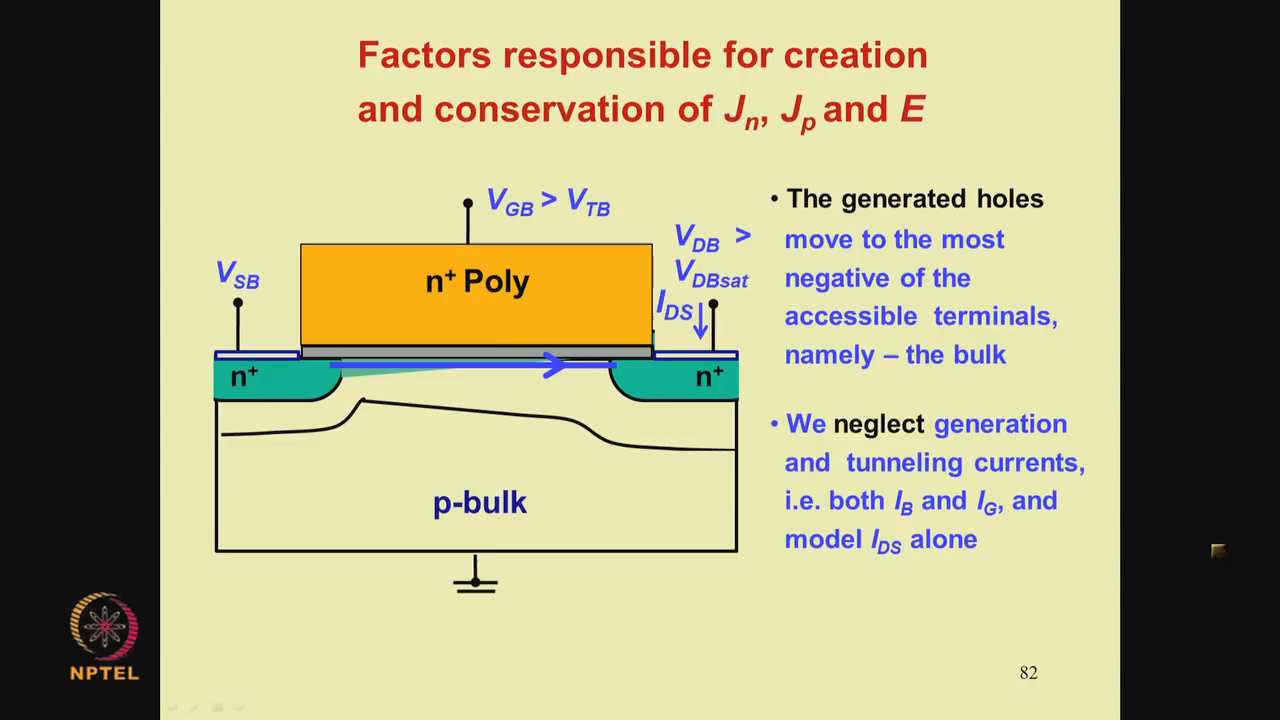 Factors responsible for creation
and conservation of Jn, Jp and E
VGB > VTB
VDB >
VDBsat
VSB
IDS
n+ Poly
n+
n+
p-bulk
• The generated holes
move to the most
negative of the
accessible terminals,
namely – the bulk
• We neglect generation
and tunneling currents,
i.e. both IB and IG, and
model IDS alone
NPTEL
82